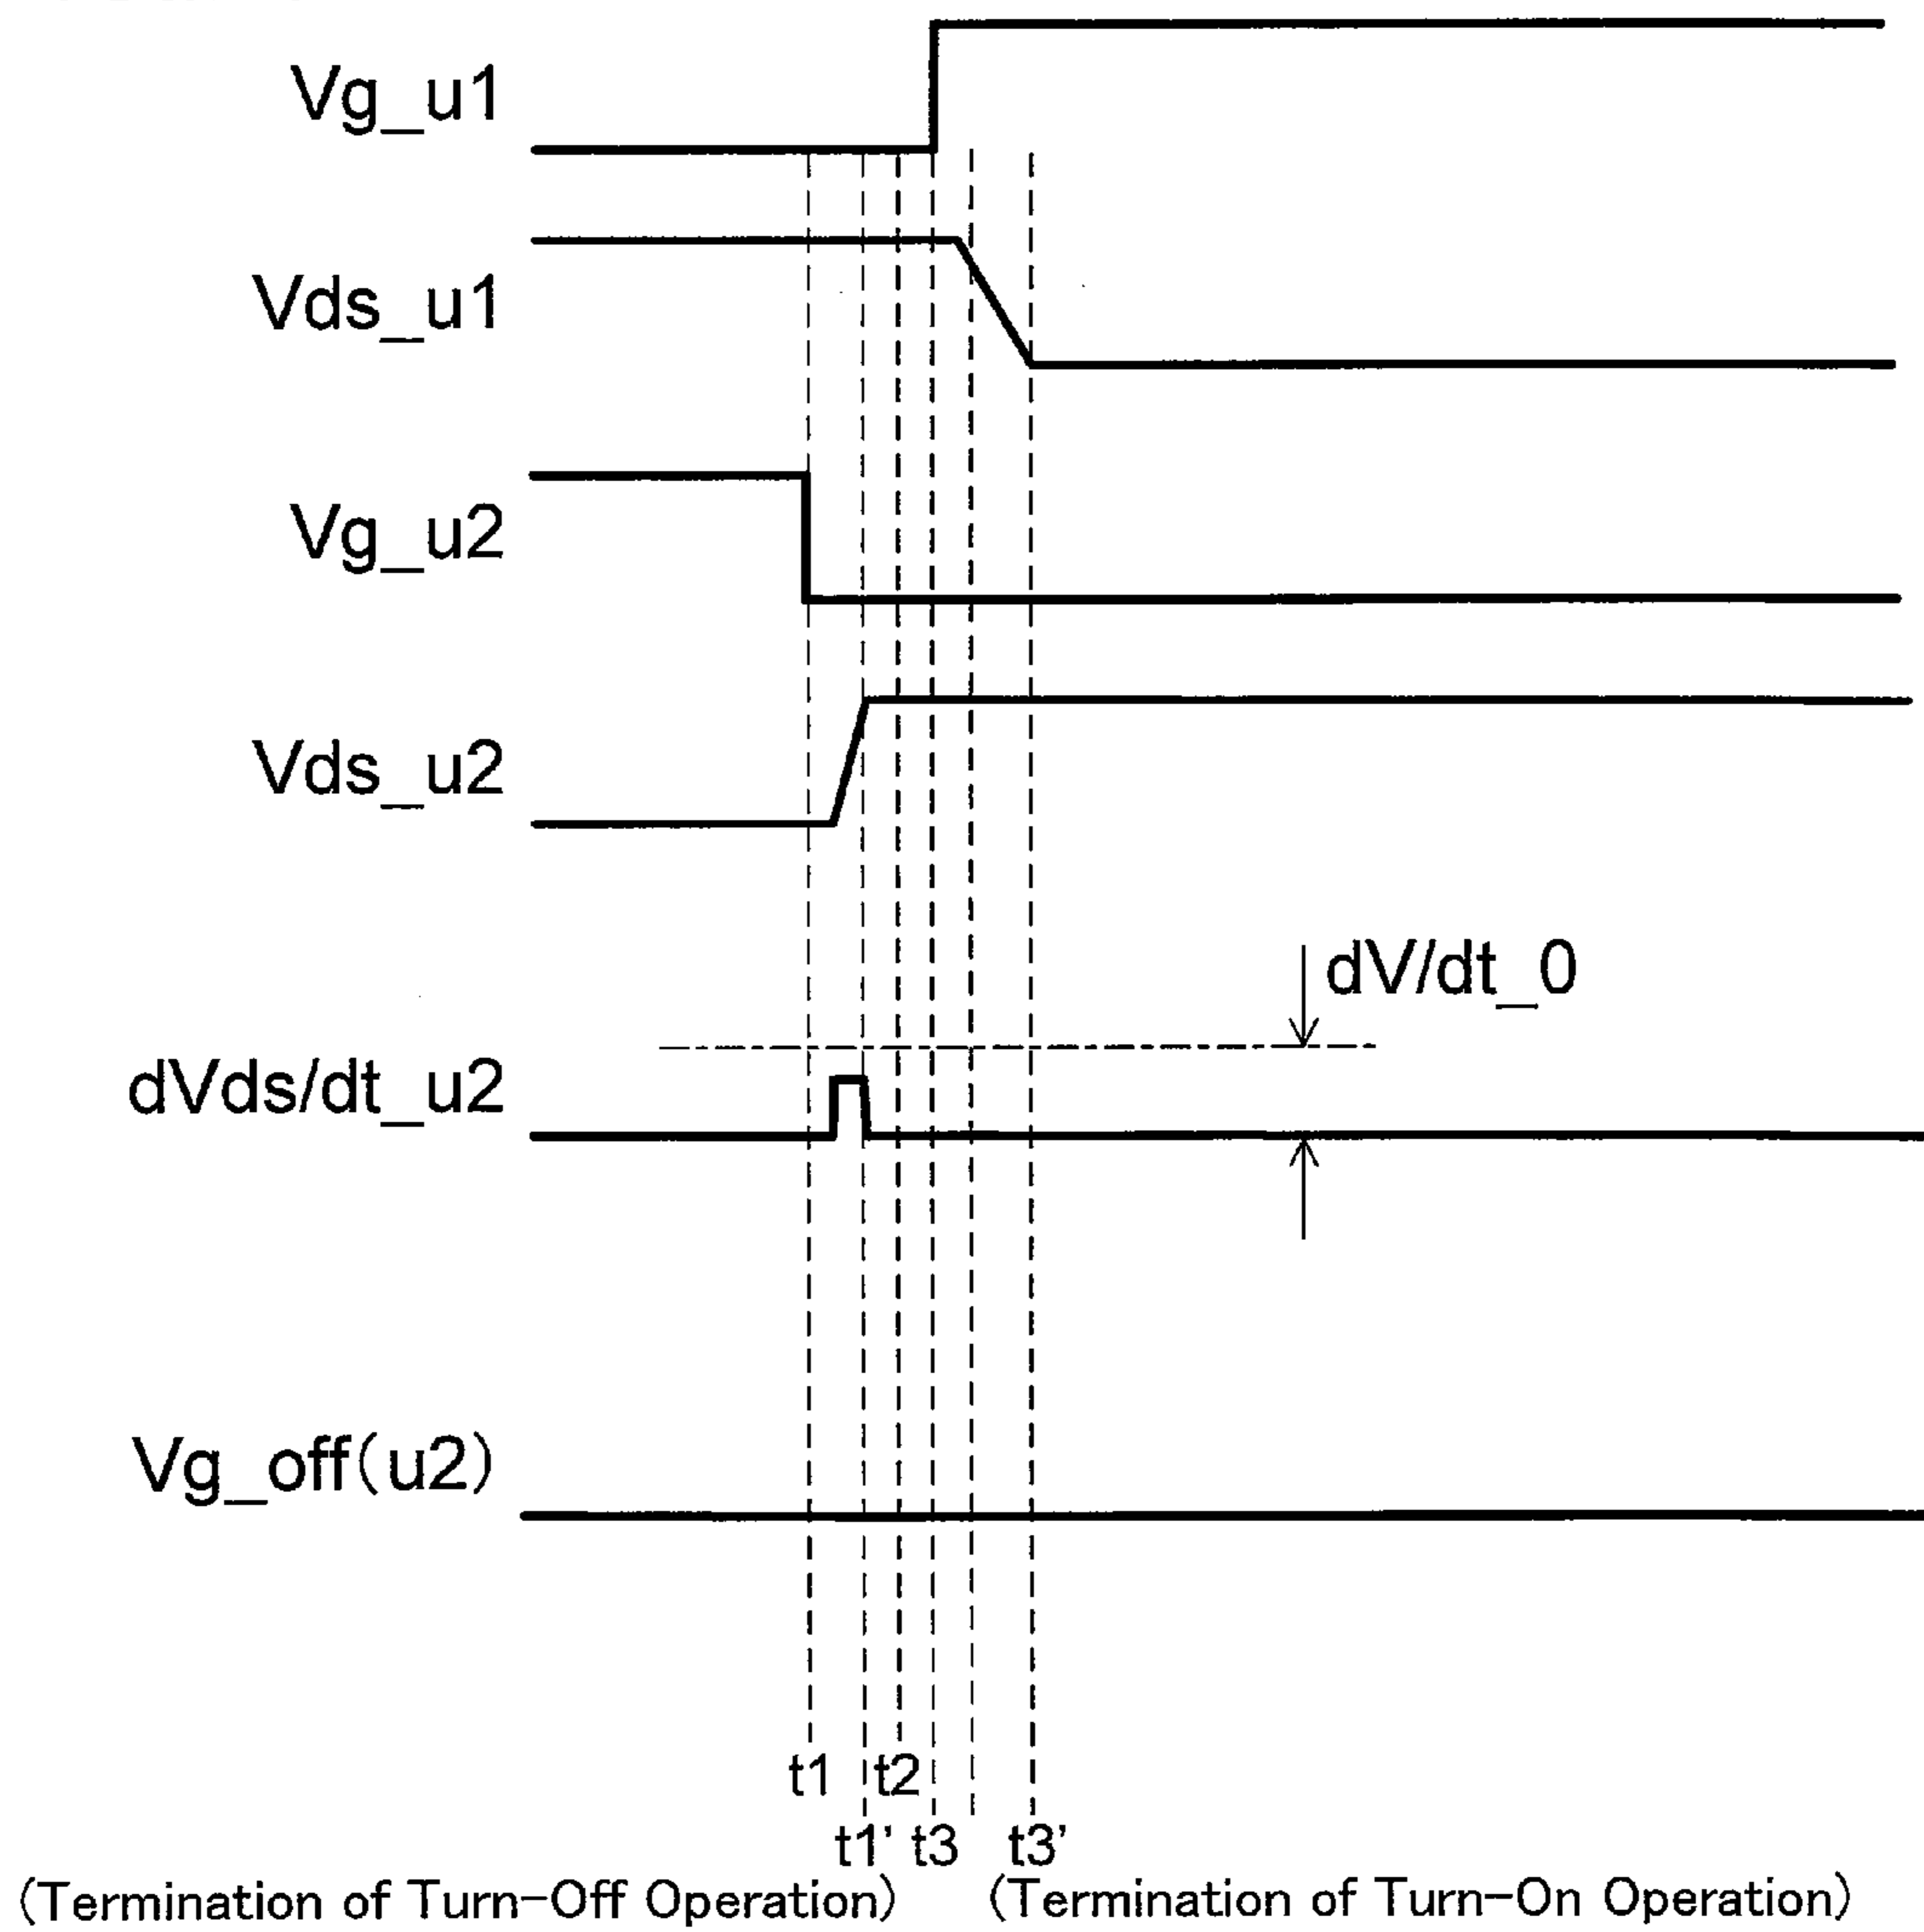 Vg_u1
Vds_u1
Vg_u2
Vds_u2
dV/dt_0
dVds/dt_u2
Vg_off(u2)
t1 t2
t1' t3 t3'
(Termination of Turn-Off Operation) (Termination of Turn-On Operation)